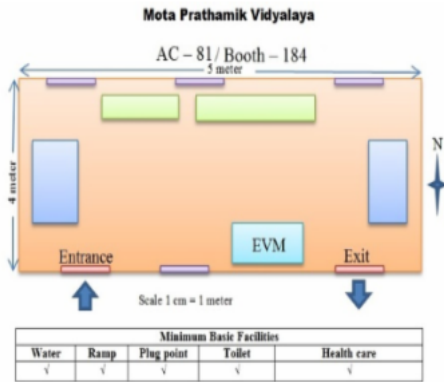 Mota Prathamik Vidyalaya
AC – 81/ Booth – 184
5 meter
4 meter
N
EVM
Entrance
Exit
Scale 1 cm = 1 meter
Minimum Basic Facilities
Water Ramp Plug point Toilet Health care
√ √ √ √ √